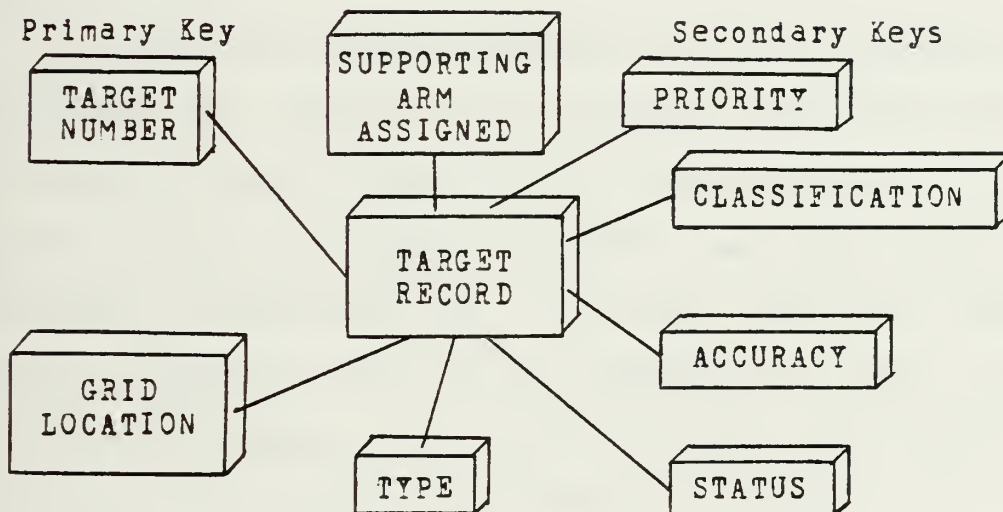 Primary Key
TARGET
NUMBER
SUPPORTING
ARM
ASSIGNED
Secondary Keys
PRIORITY
CLASSIFICATION
TARGET
RECORD
ACCURACY
GRID
LOCATION
TYPE
STATUS